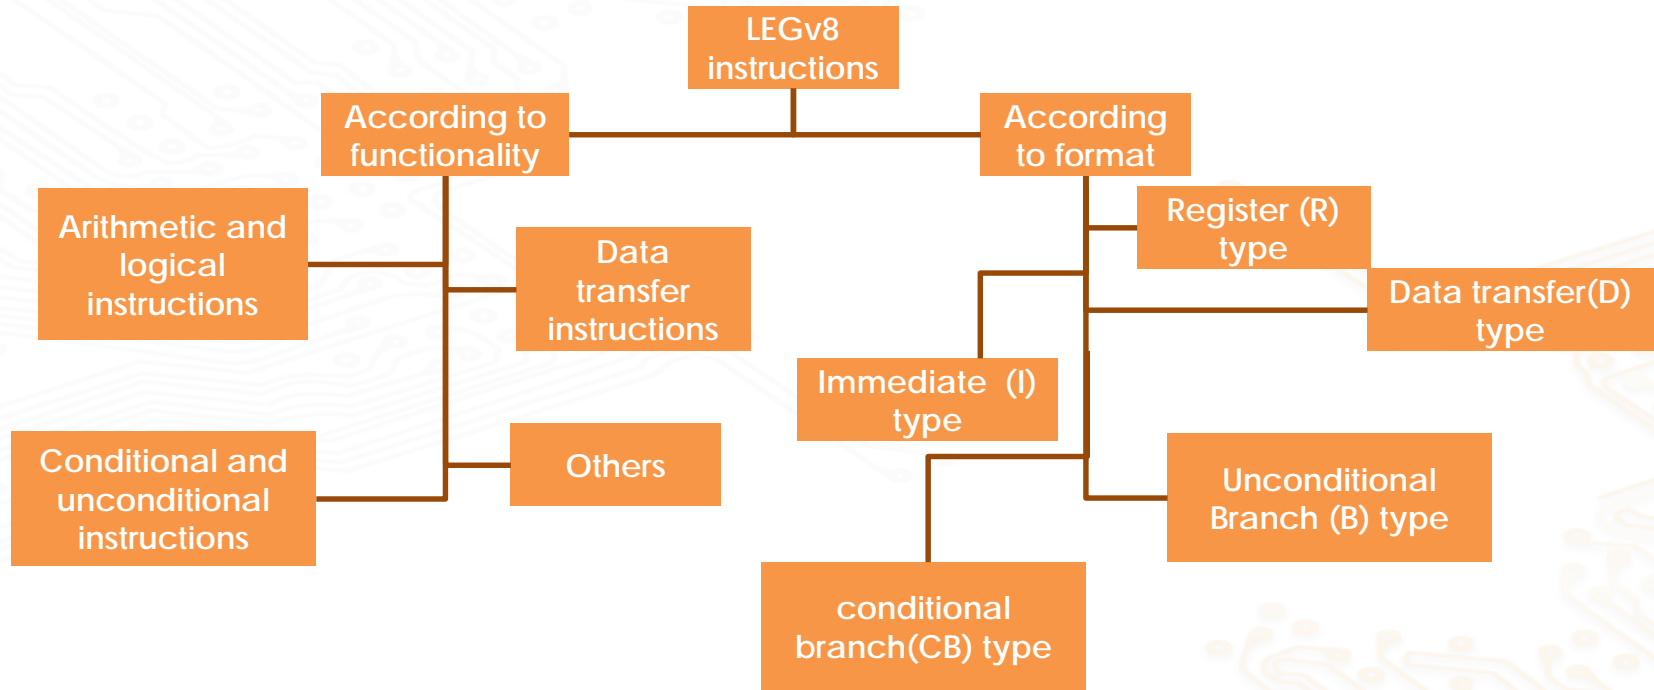 LEGv8
instructions
According to
functionality
According
to format
Arithmetic and
logical
instructions
Data
transfer
instructions
Register (R)
type
Data transfer(D)
type
Immediate  (I)
type
Conditional and
unconditional
instructions
Others
Unconditional
Branch (B) type
conditional
branch(CB) type